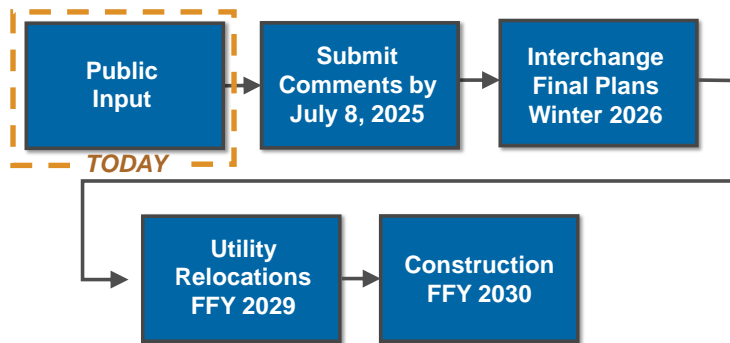 Public
Input
TODAY
Submit
Comments by
July 8, 2025
Interchange
Final Plans
Winter 2026
Utility
Relocations
FFY 2029
Construction
FFY 2030